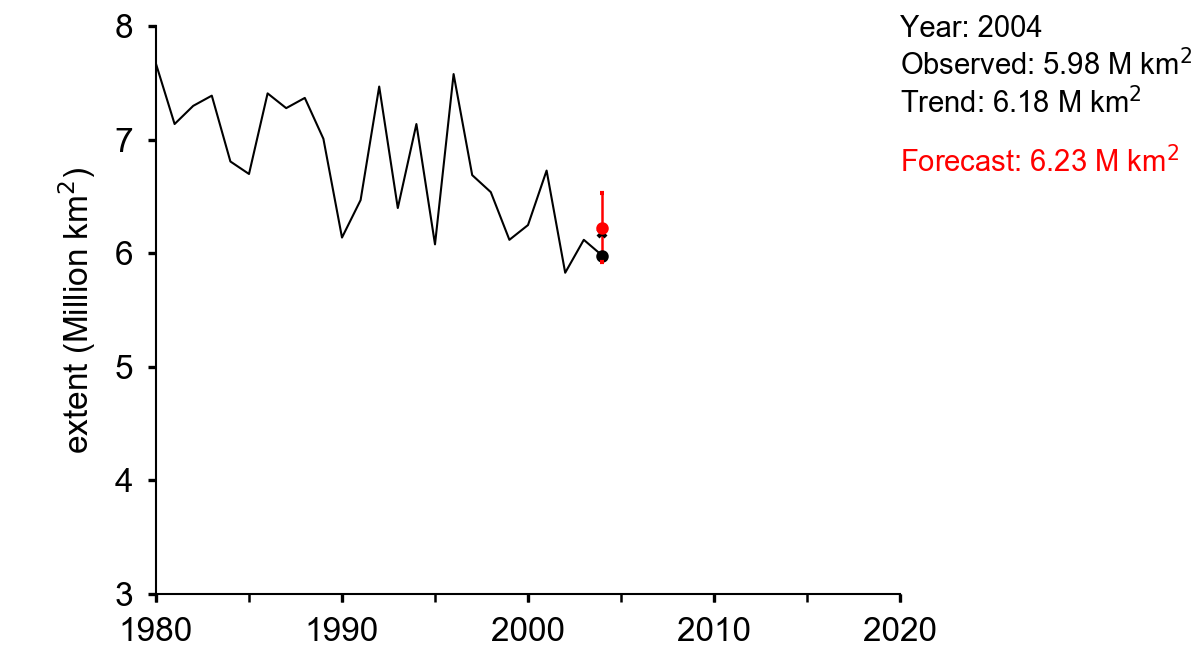 Year: 2004
Observed: 5.98 M km²
Trend: 6.18 M km²
Forecast: 6.23 M km²
extent (Million km²)
8
7
6
5
4
3
1980 1990 2000 2010 2020